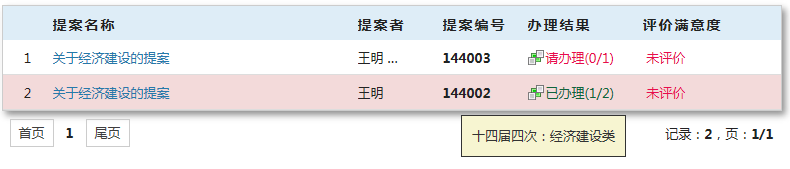 提案名称 提案者 提案编号 办理结果 评价满意度
1 关于经济建设的提案 王明 ... 144003 请办理(0/1) 未评价
2 关于经济建设的提案 王明 144002 已办理(1/2) 未评价
首页 1 尾页 十四届四次：经济建设类 记录：2，页：1/1